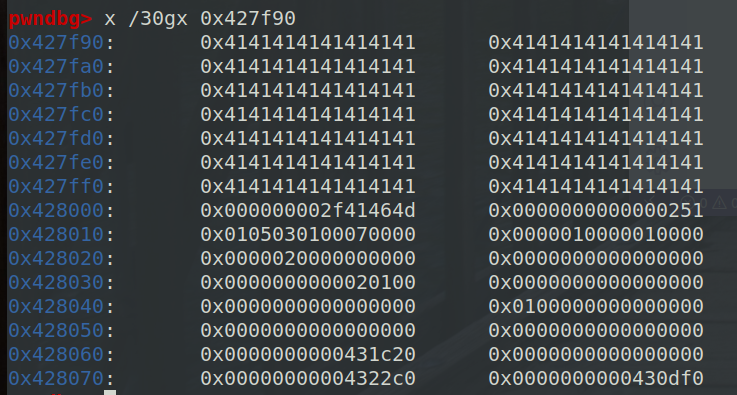 pwndbg> x /30gx 0x427f90
0x427f90: 0x4141414141414141 0x4141414141414141
0x427fa0: 0x4141414141414141 0x4141414141414141
0x427fb0: 0x4141414141414141 0x4141414141414141
0x427fc0: 0x4141414141414141 0x4141414141414141
0x427fd0: 0x4141414141414141 0x4141414141414141
0x427fe0: 0x4141414141414141 0x4141414141414141
0x427ff0: 0x4141414141414141 0x4141414141414141
0x428000: 0x000000002f41464d 0x0000000000000251
0x428010: 0x0105030100070000 0x0000010000010000
0x428020: 0x0000020000000000 0x0000000000000000
0x428030: 0x0000000000020100 0x0000000000000000
0x428040: 0x0000000000000000 0x0100000000000000
0x428050: 0x0000000000000000 0x0000000000000000
0x428060: 0x0000000000431c20 0x0000000000000000
0x428070: 0x00000000004322c0 0x0000000000430df0